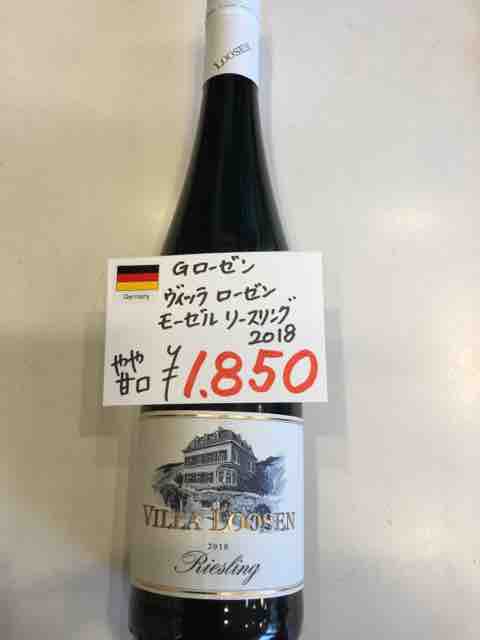 LOOSEN
Germany
Gローゼン
ヴィッラ ローゼン
モーゼル リースリング
2018
やや
甘口
¥1.850
VILLA LOOSEN
2018
Riesling